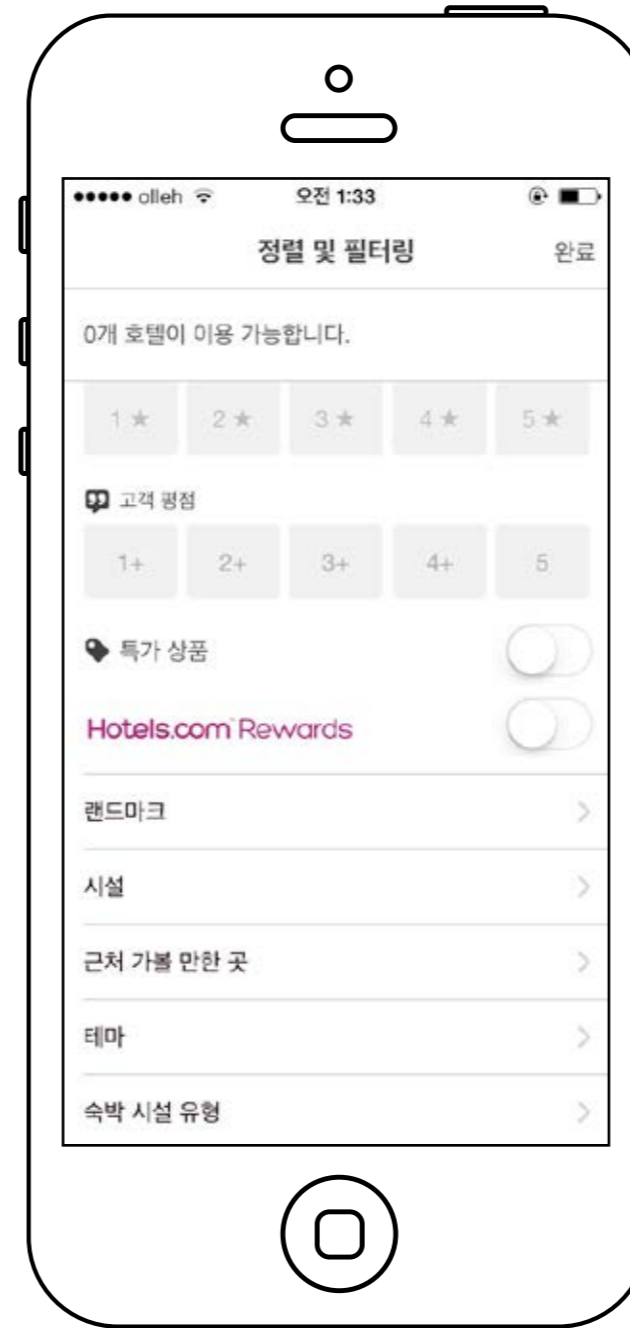 olleh 오전 1:33
정렬 및 필터링 완료
0개 호텔이 이용 가능합니다.
1★ 2★ 3★ 4★ 5★
고객 평점
1+ 2+ 3+ 4+ 5
특가 상품
Hotels.com Rewards
랜드마크
시설
근처 가볼 만한 곳
테마
숙박 시설 유형